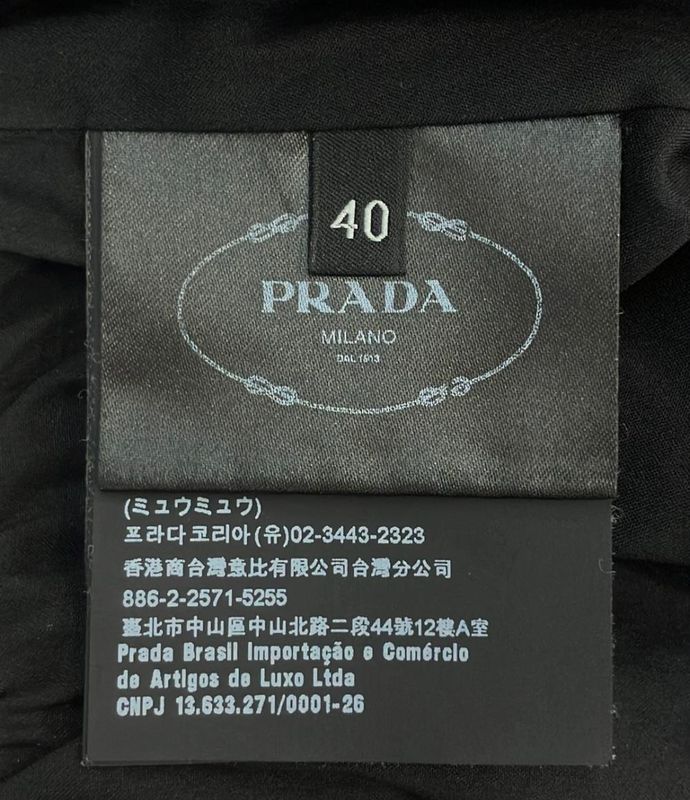 40
PRADA
MILANO
DAL 1913
(ミュウミュウ)
프라다코리아(유)02-3443-2323
香港商台灣意比有限公司台灣分公司
886-2-2571-5255
臺北市中山區中山北路二段44號12樓A室
Prada Brasil Importação e Comércio
de Artigos de Luxo Ltda
CNPJ 13.633.271/0001-26